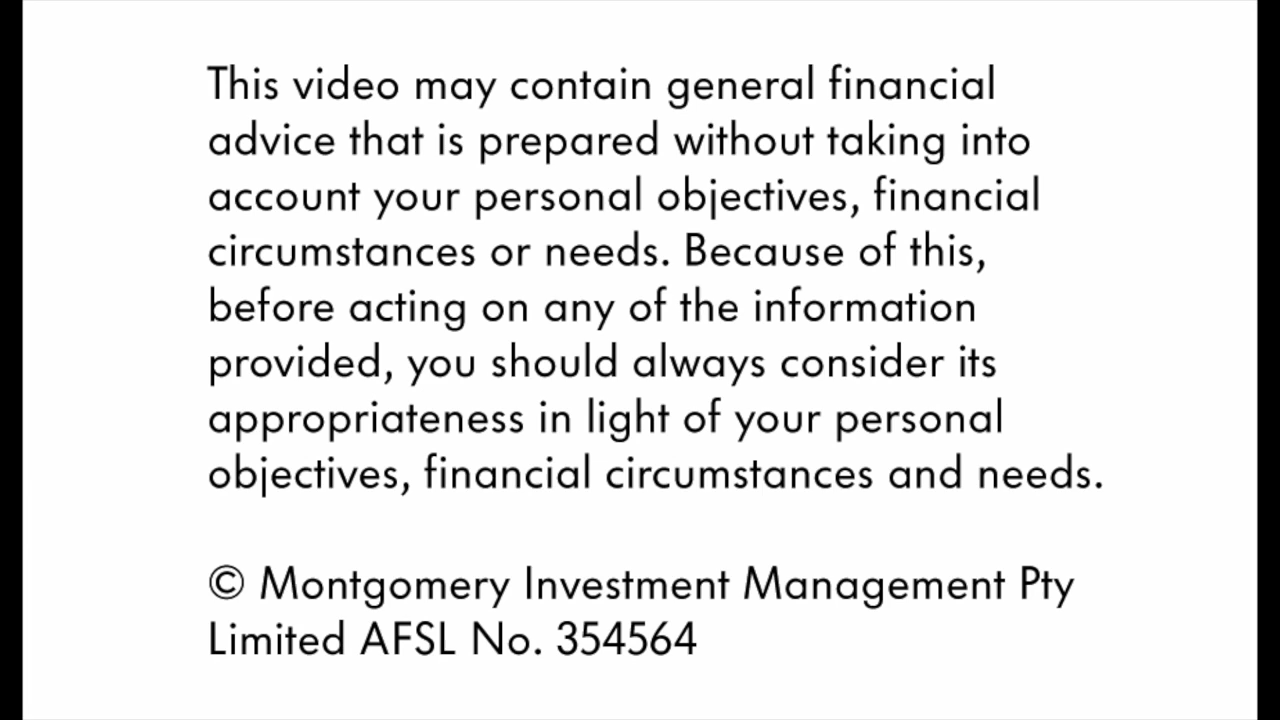 This video may contain general financial
advice that is prepared without taking into
account your personal objectives, financial
circumstances or needs. Because of this,
before acting on any of the information
provided, you should always consider its
appropriateness in light of your personal
objectives, financial circumstances and needs.
© Montgomery Investment Management Pty
Limited AFSL No. 354564